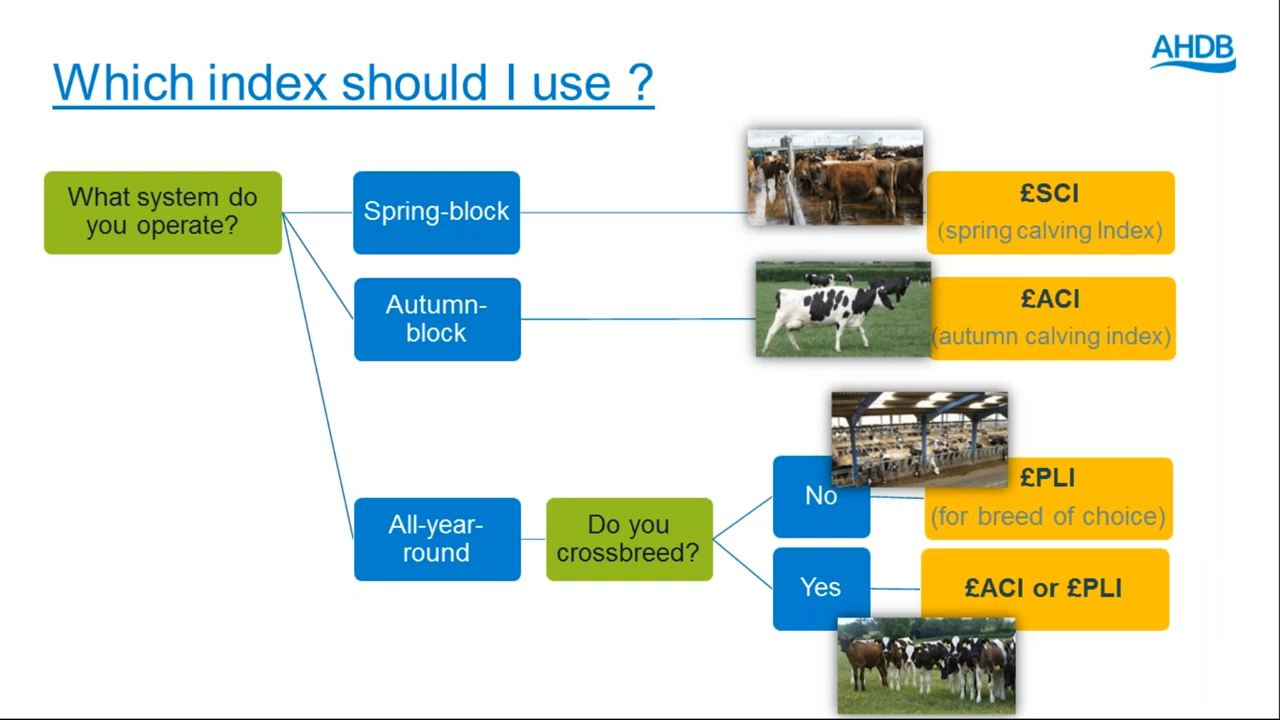 AHDB
Which index should I use ?
What system do
you operate?
Spring-block
£SCI
(spring calving Index)
Autumn-
block
£ACI
(autumn calving index)
All-year-
round
Do you
crossbreed?
No
£PLI
(for breed of choice)
Yes
£ACI or £PLI